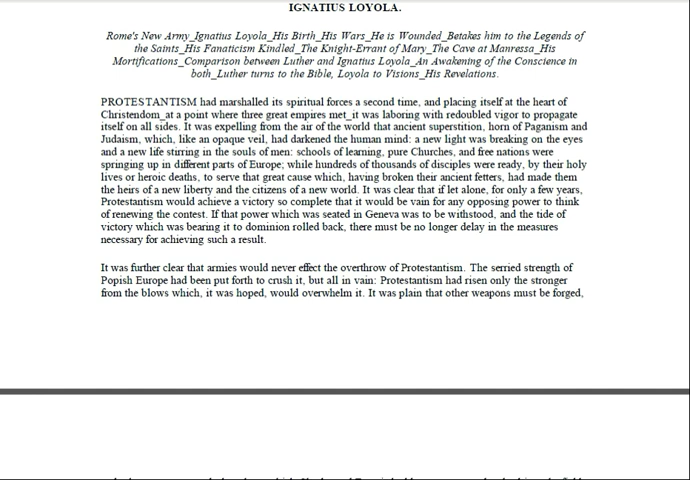 IGNATIUS LOYOLA.
Rome's New Army_Ignatius Loyola_His Birth_His Wars_He is Wounded_Betakes him to the Legends of
the Saints_His Fanaticism Kindled_The Knight-Errant of Mary_The Cave at Manressa_His
Mortifications_Comparison between Luther and Ignatius Loyola_An Awakening of the Conscience in
both_Luther turns to the Bible, Loyola to Visions_His Revelations.
PROTESTANTISM had marshalled its spiritual forces a second time, and placing itself at the heart of
Christendom_at a point where three great empires met_it was laboring with redoubled vigor to propagate
itself on all sides. It was expelling from the air of the world that ancient superstition, horn of Paganism and
Judaism, which, like an opaque veil, had darkened the human mind: a new light was breaking on the eyes
and a new life stirring in the souls of men: schools of learning, pure Churches, and free nations were
springing up in different parts of Europe; while hundreds of thousands of disciples were ready, by their holy
lives or heroic deaths, to serve that great cause which, having broken their ancient fetters, had made them
the heirs of a new liberty and the citizens of a new world. It was clear that if let alone, for only a few years,
Protestantism would achieve a victory so complete that it would be vain for any opposing power to think
of renewing the contest. If that power which was seated in Geneva was to be withstood, and the tide of
victory which was bearing it to dominion rolled back, there must be no longer delay in the measures
necessary for achieving such a result.
It was further clear that armies would never effect the overthrow of Protestantism. The serried strength of
Popish Europe had been put forth to crush it, but all in vain: Protestantism had risen only the stronger
from the blows which, it was hoped, would overwhelm it. It was plain that other weapons must be forged,